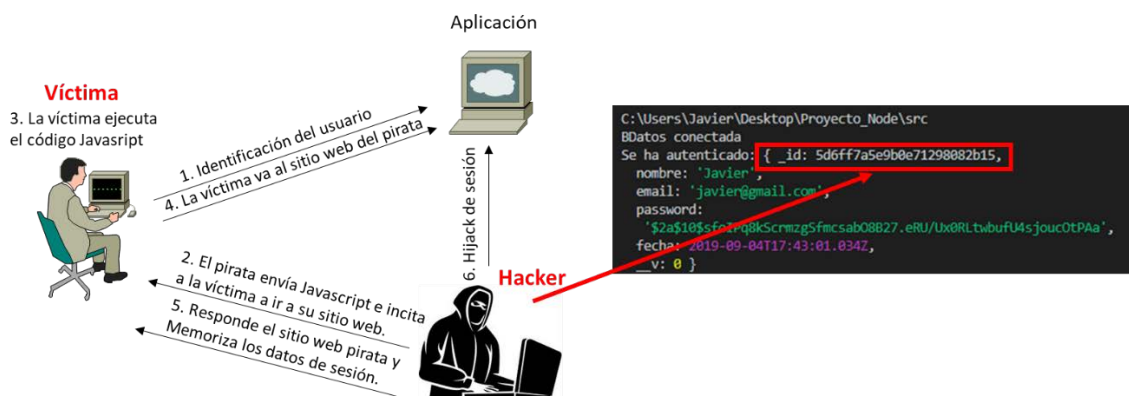 Aplicación
Víctima
3. La víctima ejecuta
el código Javasript
1. Identificación del usuario
4. La víctima va al sitio web del pirata
2. El pirata envía Javascript e incita
a la víctima a ir a su sitio web.
5. Responde el sitio web pirata y
Memoriza los datos de sesión.
6. Hijack de sesión
Hacker
C:\Users\Javier\Desktop\Proyecto_Node\src
BDatos conectada
Se ha autenticado: { _id: 5d6ff7a5e9b0e71298082b15,
nombre: 'Javier',
email: 'javier@gmail.com',
password:
fecha: 2019-09-04T17:43:01.034Z,
__v: 0 }